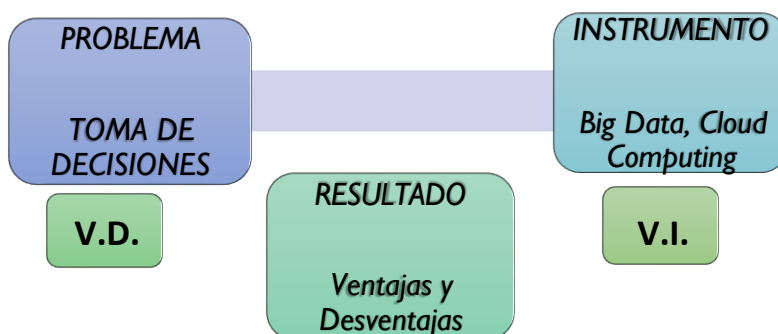 PROBLEMA
TOMA DE
DECISIONES
V.D.
INSTRUMENTO
Big Data, Cloud
Computing
V.I.
RESULTADO
Ventajas y
Desventajas